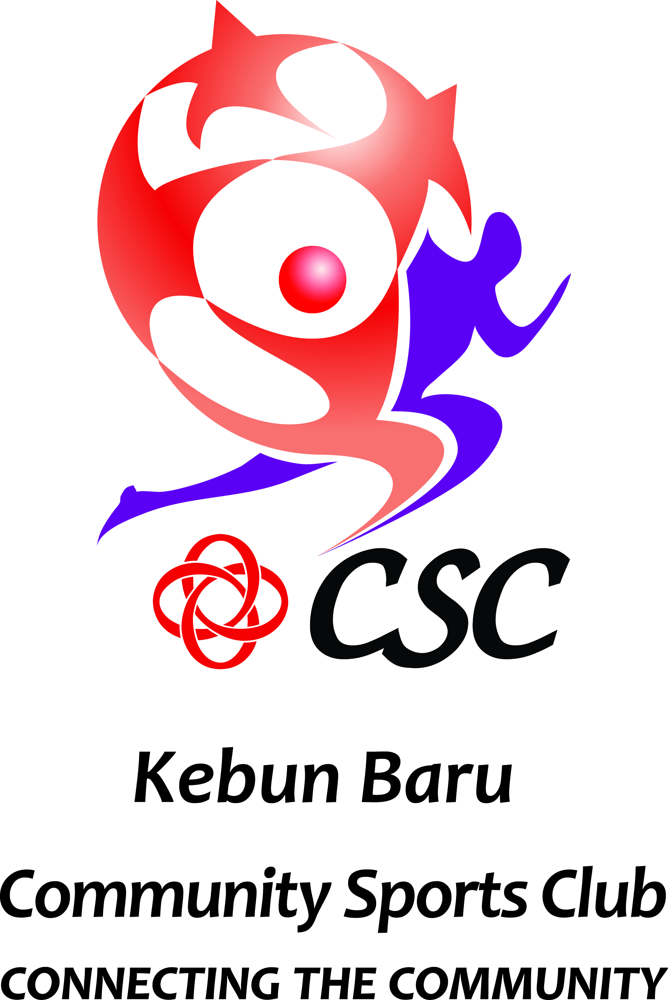 CSC
Kebun Baru
Community Sports Club
CONNECTING THE COMMUNITY